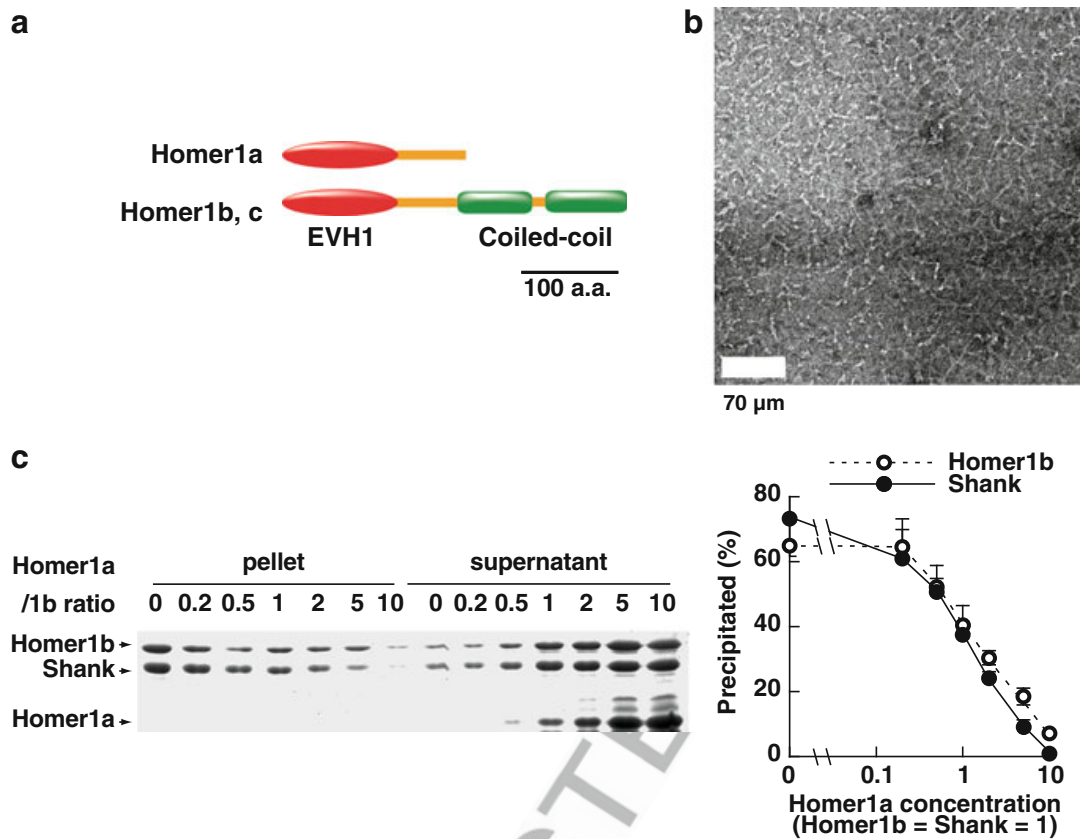 a
Homer1a
Homer1b, c
EVH1
Coiled-coil
100 a.a.
b
70 µm
c
Homer1a
pellet
supernatant
/1b ratio
0 0.2 0.5 1 2 5 10 0 0.2 0.5 1 2 5 10
Homer1b
Shank
Homer1a
Homer1b
Shank
80
60
40
20
0
Precipitated (%)
0 0.1 1 10
Homer1a concentration
(Homer1b = Shank = 1)